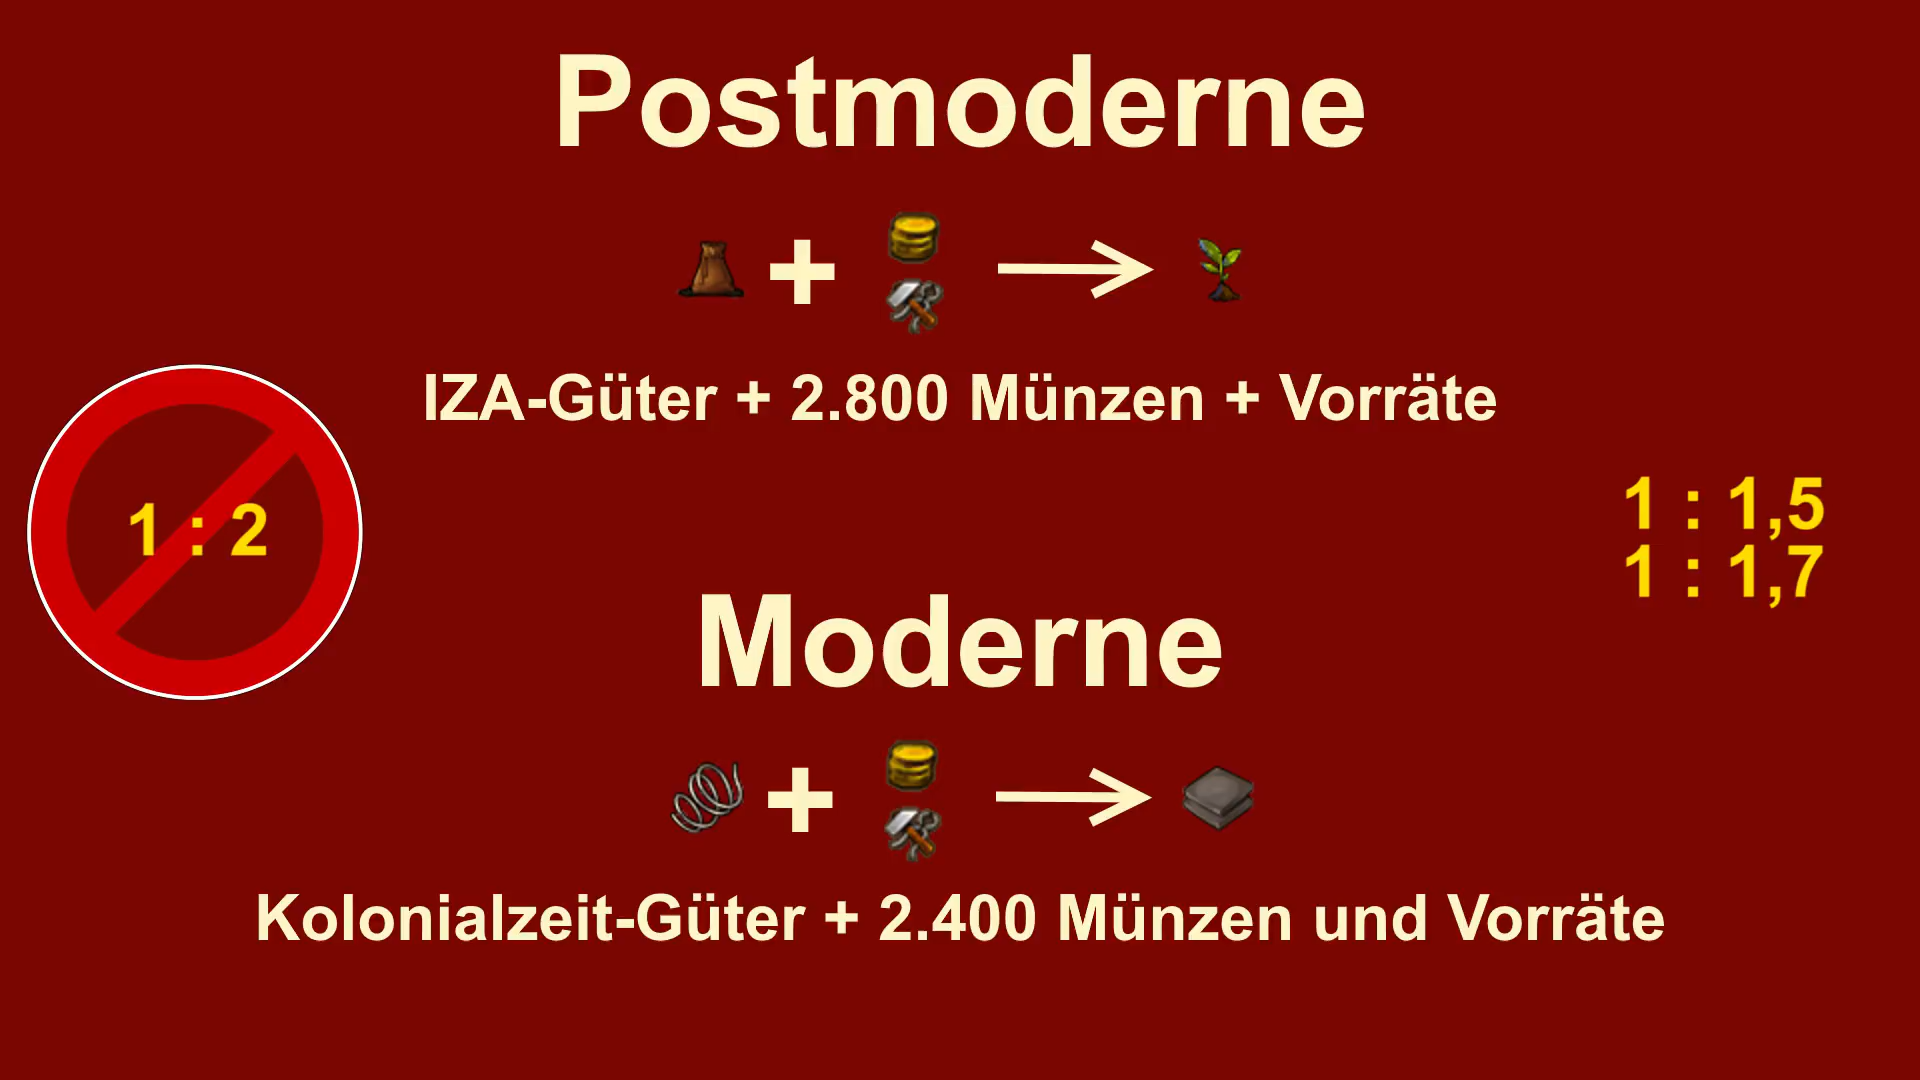 Postmoderne
+
IZA-Güter + 2.800 Münzen + Vorräte
1 : 2
1 : 1,5
1 : 1,7
Moderne
+
Kolonialzeit-Güter + 2.400 Münzen und Vorräte